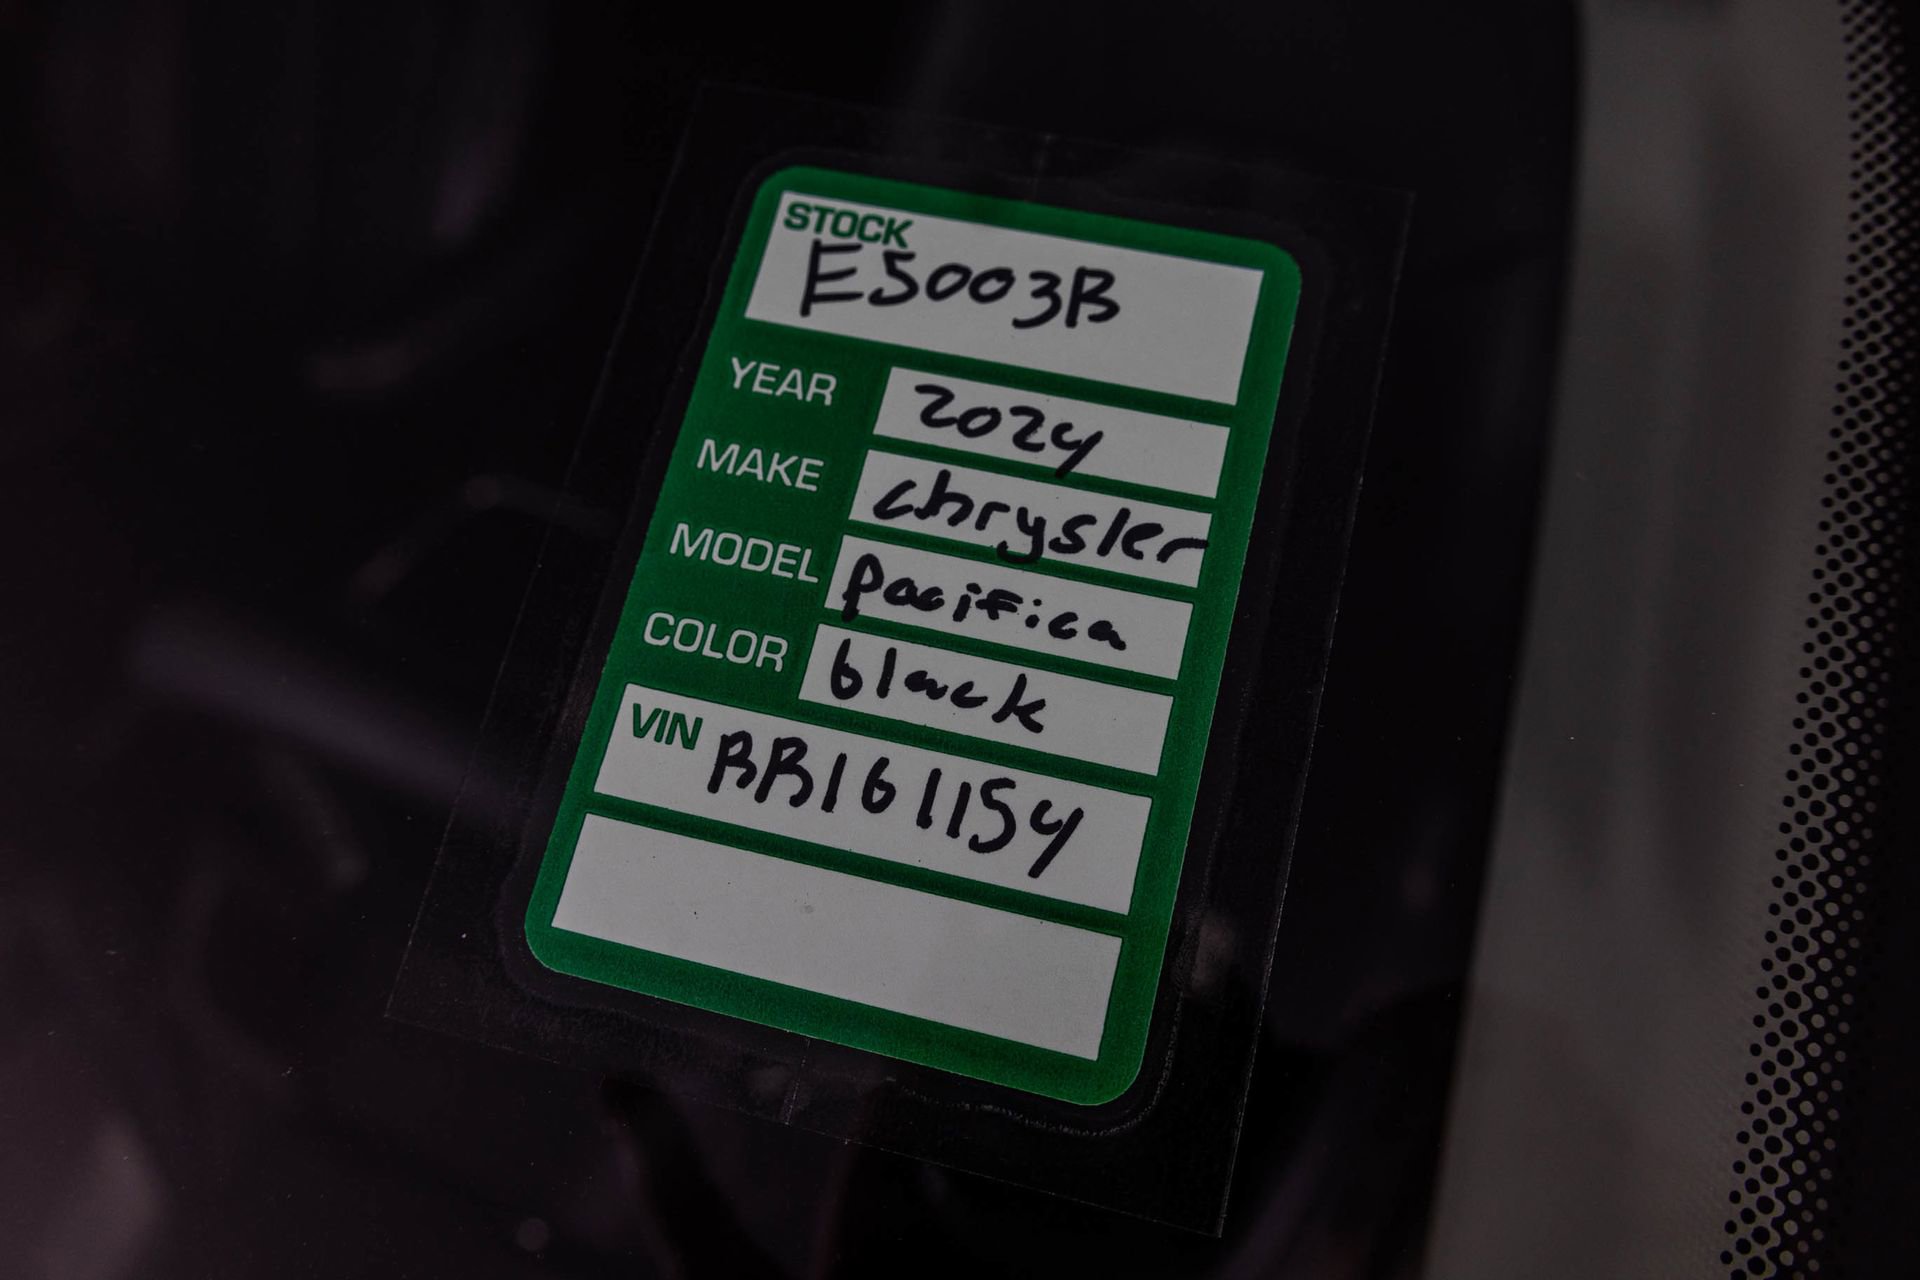 STOCK
E5003B
YEAR 2024
MAKE chrysler
MODEL pacifica
COLOR black
VIN RR161154